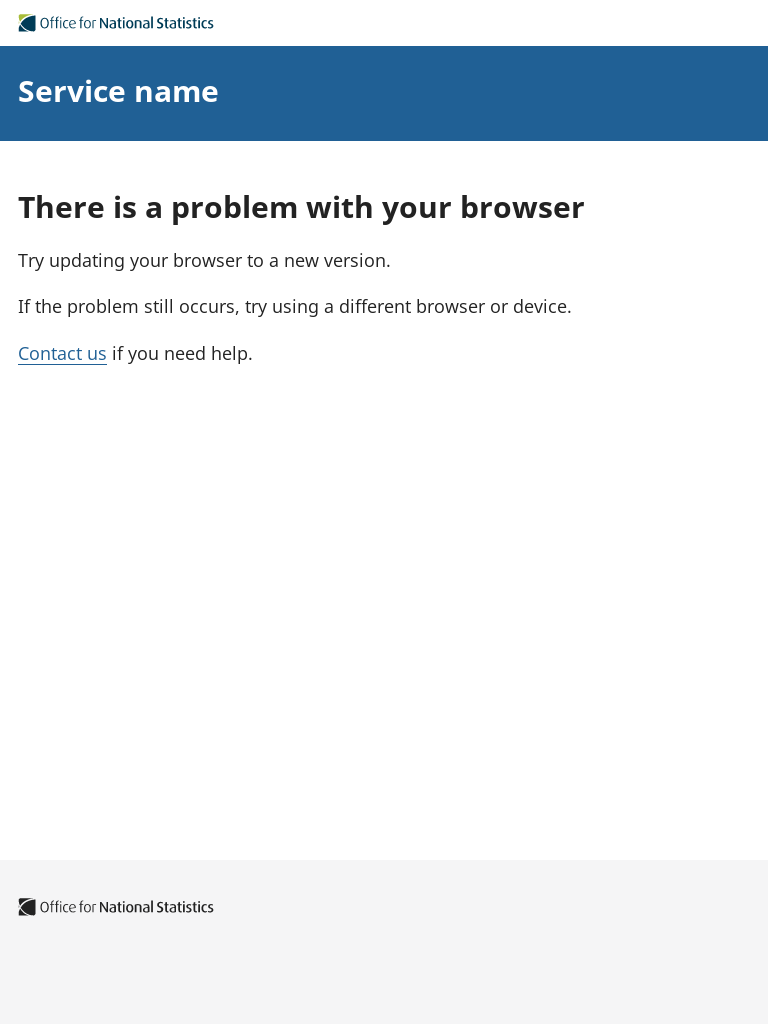 Office for National Statistics
Service name
There is a problem with your browser
Try updating your browser to a new version.
If the problem still occurs, try using a different browser or device.
Contact us if you need help.
Office for National Statistics